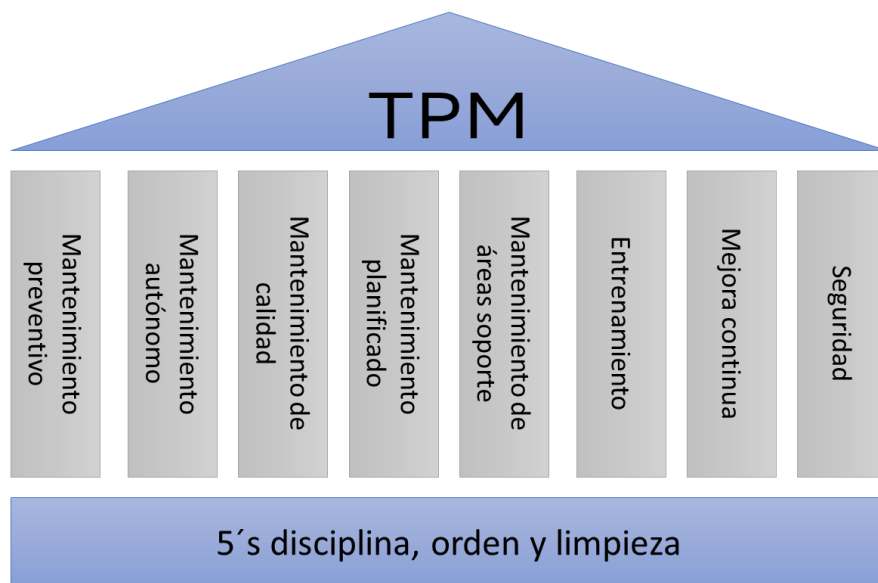 TPM
Mantenimiento
preventivo
Mantenimiento
autónomo
Mantenimiento de
calidad
Mantenimiento
planificado
Mantenimiento de
áreas soporte
Entrenamiento
Mejora continua
Seguridad
5´s disciplina, orden y limpieza